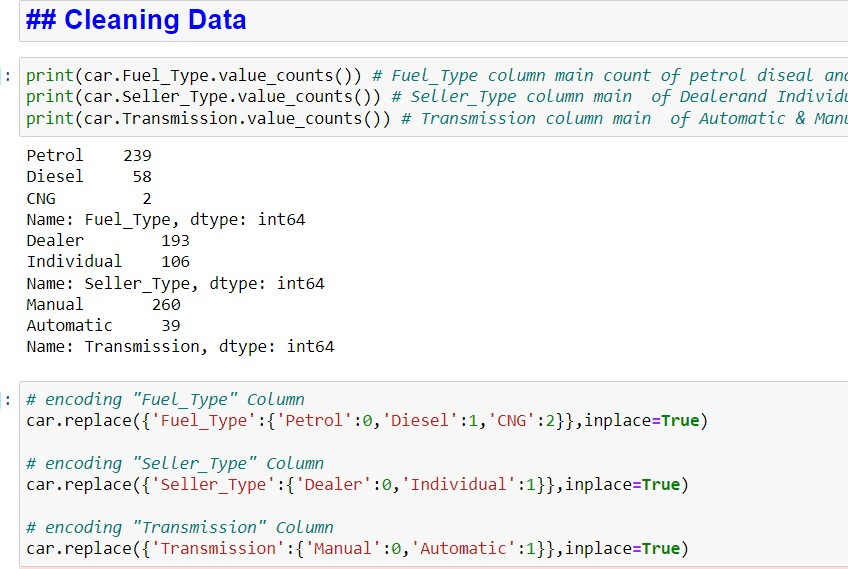 ## Cleaning Data
]:
print(car.Fuel_Type.value_counts()) # Fuel_Type column main count of petrol diseal and
print(car.Seller_Type.value_counts()) # Seller_Type column main  of Dealerand Individu
print(car.Transmission.value_counts()) # Transmission column main  of Automatic & Manu
Petrol    239
Diesel     58
CNG         2
Name: Fuel_Type, dtype: int64
Dealer        193
Individual    106
Name: Seller_Type, dtype: int64
Manual       260
Automatic     39
Name: Transmission, dtype: int64
]:
# encoding "Fuel_Type" Column
car.replace({'Fuel_Type':{'Petrol':0,'Diesel':1,'CNG':2}},inplace=True)
# encoding "Seller_Type" Column
car.replace({'Seller_Type':{'Dealer':0,'Individual':1}},inplace=True)
# encoding "Transmission" Column
car.replace({'Transmission':{'Manual':0,'Automatic':1}},inplace=True)